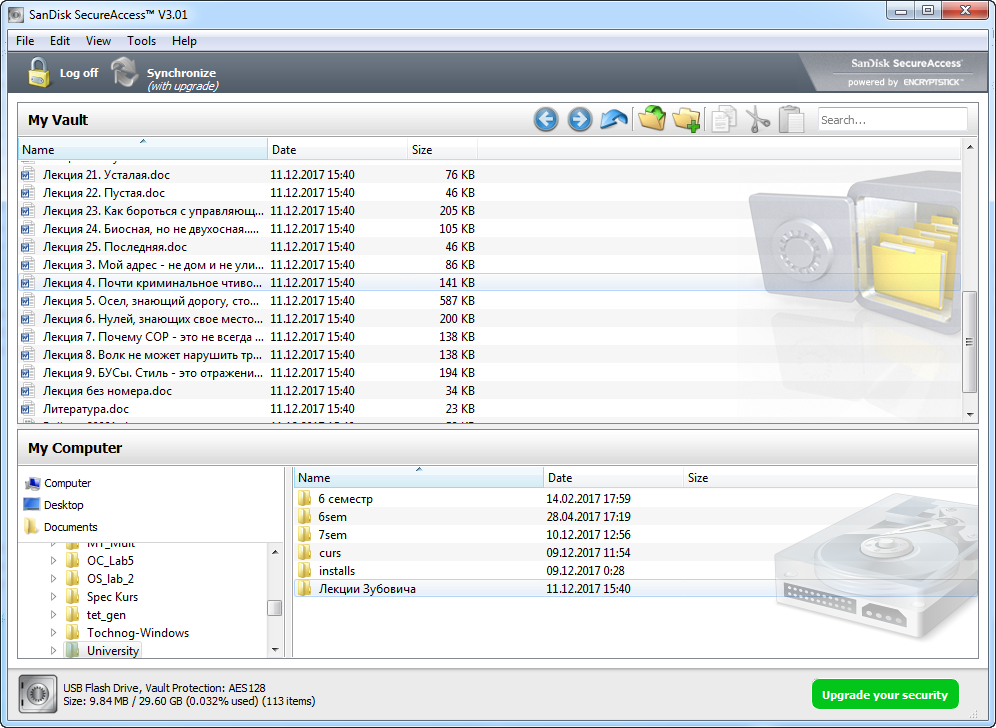 SanDisk SecureAccess™ V3.01
File Edit View Tools Help
Log off
Synchronize
(with upgrade)
SanDisk SecureAccess™
powered by ENCRYPTSTICK™
My Vault
Search...
Name Date Size
Лекция 21. Усталая.doc 11.12.2017 15:40 76 KB
Лекция 22. Пустая.doc 11.12.2017 15:40 46 KB
Лекция 23. Как бороться с управляющ... 11.12.2017 15:40 205 KB
Лекция 24. Биосная, но не двухосная..... 11.12.2017 15:40 105 KB
Лекция 25. Последняя.doc 11.12.2017 15:40 46 KB
Лекция 3. Мой адрес - не дом и не ули... 11.12.2017 15:40 86 KB
Лекция 4. Почти криминальное чтиво... 11.12.2017 15:40 141 KB
Лекция 5. Осел, знающий дорогу, сто... 11.12.2017 15:40 587 KB
Лекция 6. Нулей, знающих свое место... 11.12.2017 15:40 200 KB
Лекция 7. Почему СОР - это не всегда ... 11.12.2017 15:40 138 KB
Лекция 8. Волк не может нарушить тр... 11.12.2017 15:40 138 KB
Лекция 9. БУСы. Стиль - это отражени... 11.12.2017 15:40 194 KB
Лекция без номера.doc 11.12.2017 15:40 34 KB
Литература.doc 11.12.2017 15:40 23 KB
My Computer
Computer
Desktop
Documents
MT_Mult
OC_Lab5
OS_lab_2
Spec Kurs
tet_gen
Technog-Windows
University
Name Date Size
6 семестр 14.02.2017 17:59
6sem 28.04.2017 17:19
7sem 10.12.2017 12:56
curs 09.12.2017 11:54
installs 09.12.2017 0:28
Лекции Зубовича 11.12.2017 15:40
USB Flash Drive, Vault Protection: AES128
Size: 9.84 MB / 29.60 GB (0.032% used) (113 items)
Upgrade your security